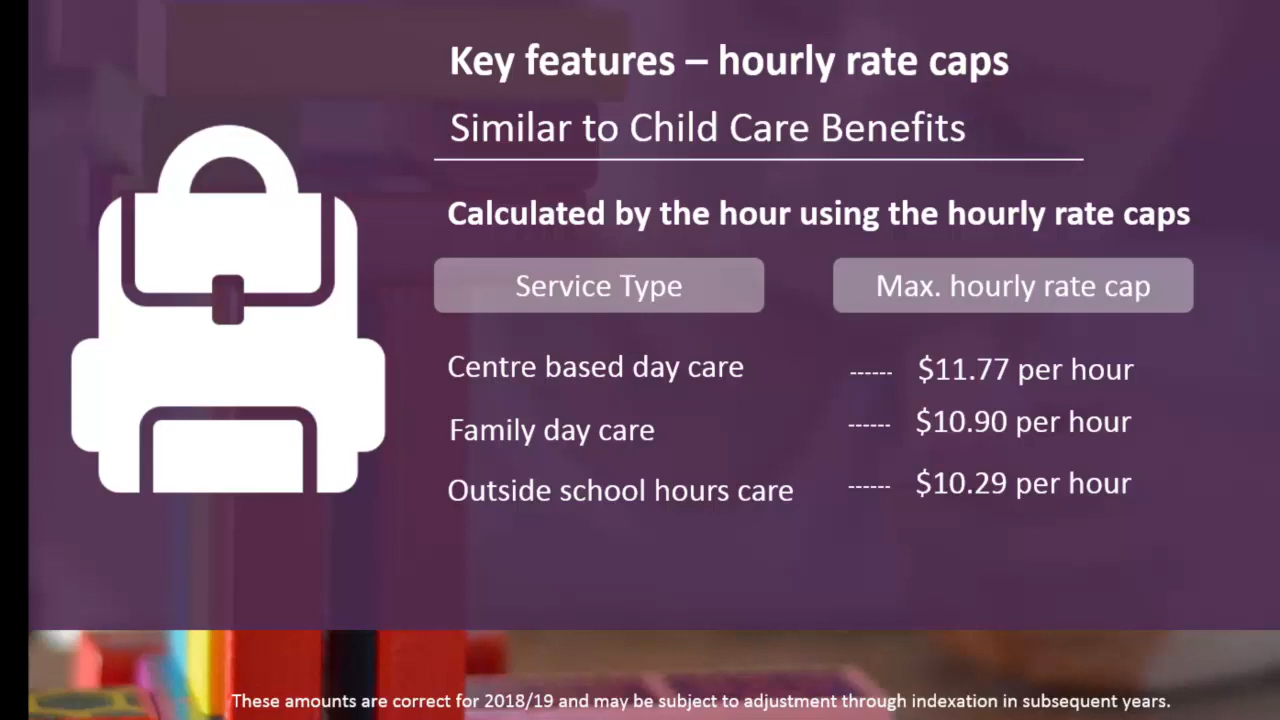 Key features – hourly rate caps
Similar to Child Care Benefits
Calculated by the hour using the hourly rate caps
Service Type Max. hourly rate cap
Centre based day care ------ $11.77 per hour
Family day care ------ $10.90 per hour
Outside school hours care ------ $10.29 per hour
These amounts are correct for 2018/19 and may be subject to adjustment through indexation in subsequent years.